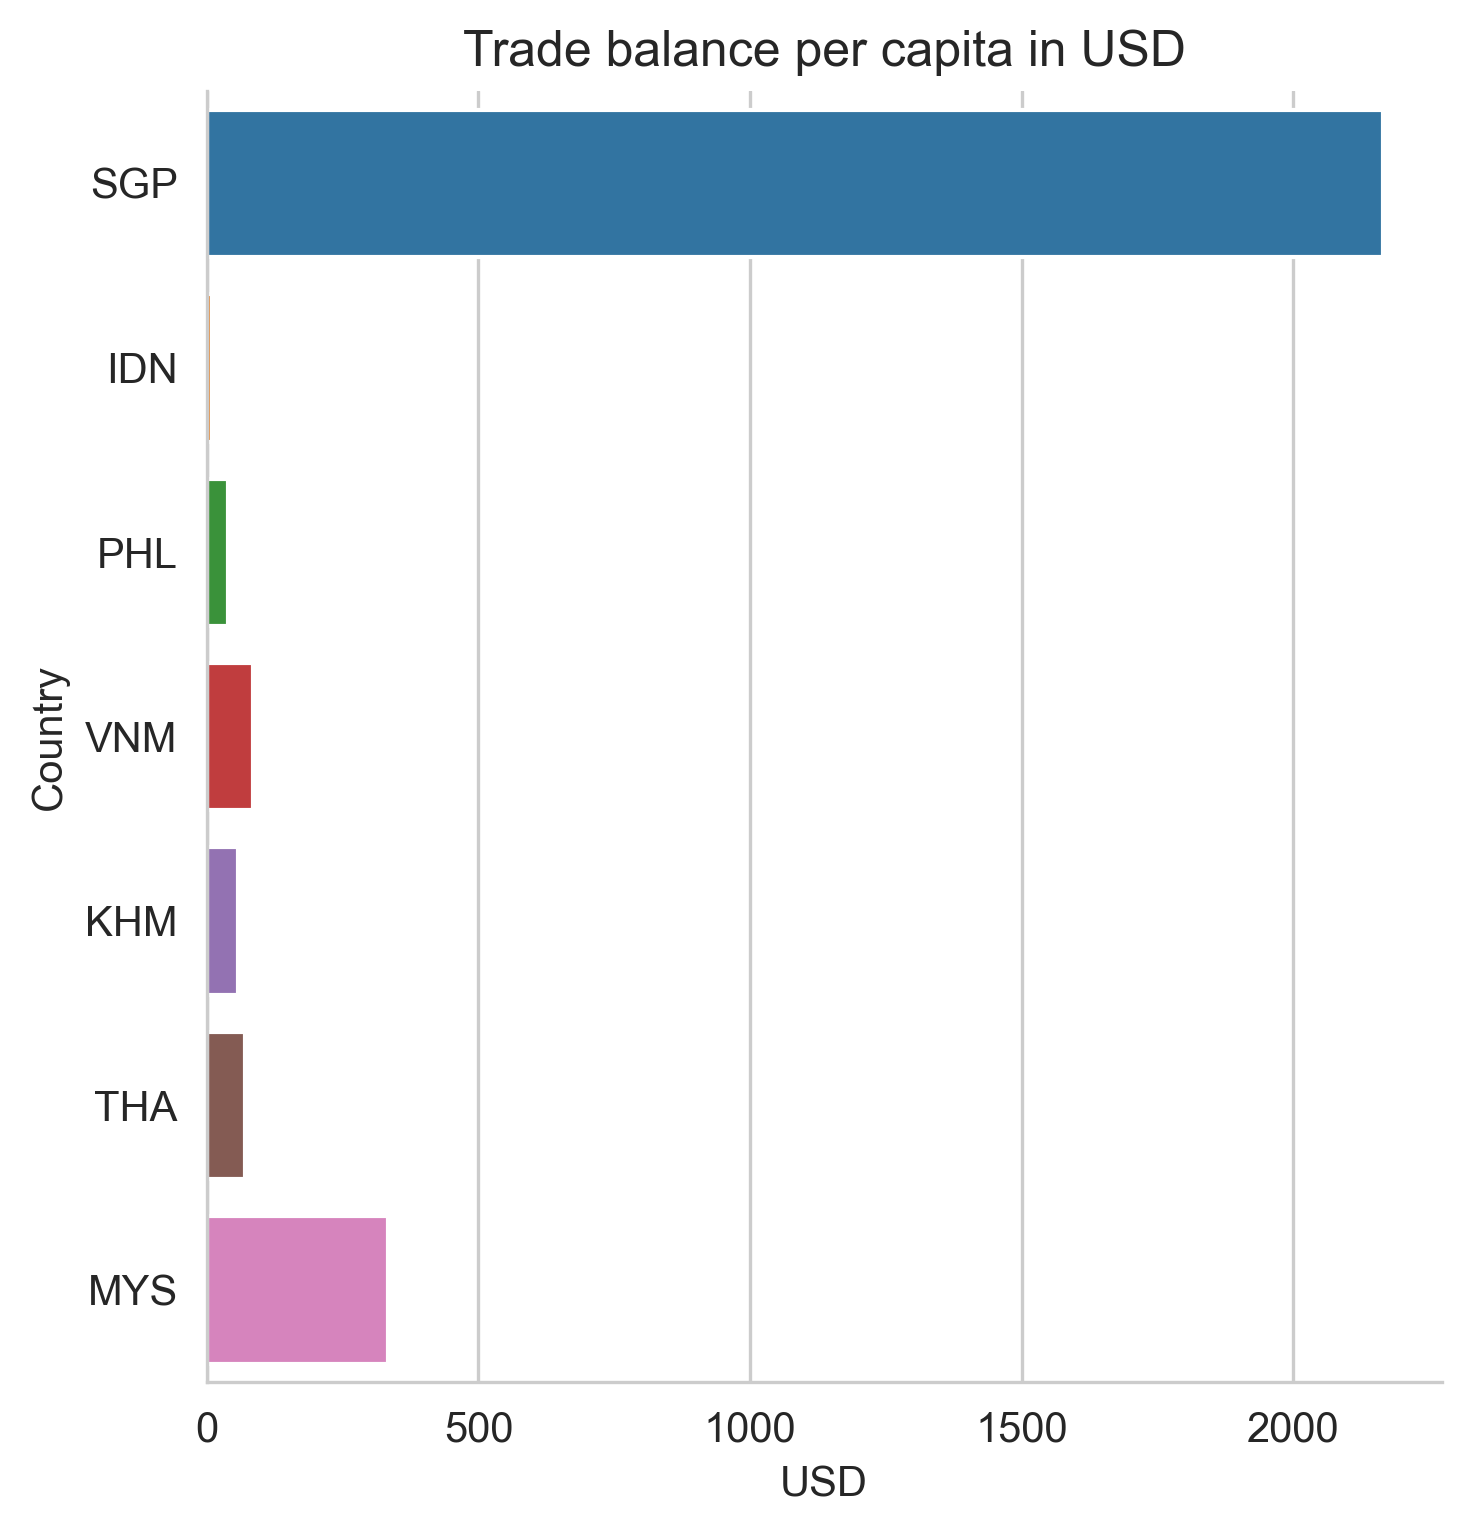 Trade balance per capita in USD
SGP
IDN
PHL
VNM
KHM
THA
MYS
Country
0 500 1000 1500 2000
USD